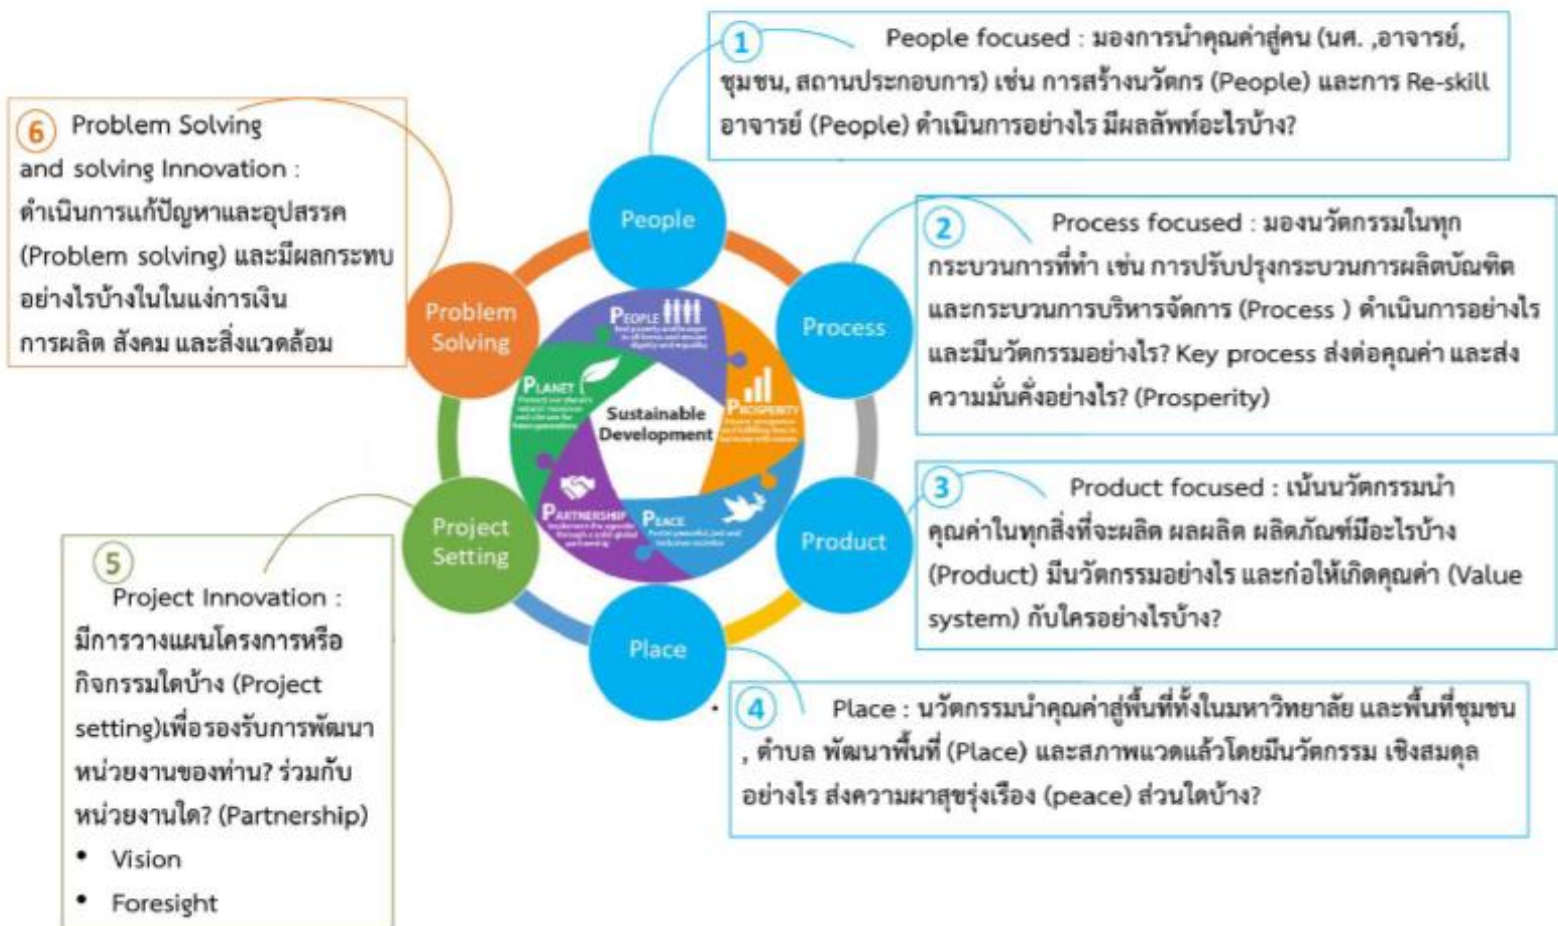 1 People focused : มองการนำคุณค่าสู่คน (นศ. ,อาจารย์,
ชุมชน, สถานประกอบการ) เช่น การสร้างนวัตกร (People) และการ Re-skill
อาจารย์ (People) ดำเนินการอย่างไร มีผลลัพท์อะไรบ้าง?
2 Process focused : มองนวัตกรรมในทุก
กระบวนการที่ทำ เช่น การปรับปรุงกระบวนการผลิตบัณฑิต
และกระบวนการบริหารจัดการ (Process ) ดำเนินการอย่างไร
และมีนวัตกรรมอย่างไร? Key process ส่งต่อคุณค่า และส่ง
ความมั่นคั่งอย่างไร? (Prosperity)
3 Product focused : เน้นนวัตกรรมนำ
คุณค่าในทุกสิ่งที่จะผลิต ผลผลิต ผลิตภัณฑ์มีอะไรบ้าง
(Product) มีนวัตกรรมอย่างไร และก่อให้เกิดคุณค่า (Value
system) กับใครอย่างไรบ้าง?
4 Place : นวัตกรรมนำคุณค่าสู่พื้นที่ทั้งในมหาวิทยาลัย และพื้นที่ชุมชน
, ตำบล พัฒนาพื้นที่ (Place) และสภาพแวดแล้วโดยมีนวัตกรรม เชิงสมดุล
อย่างไร ส่งความผาสุขรุ่งเรือง (peace) ส่วนใดบ้าง?
5
Project Innovation :
มีการวางแผนโครงการหรือ
กิจกรรมใดบ้าง (Project
setting)เพื่อรองรับการพัฒนา
หน่วยงานของท่าน? ร่วมกับ
หน่วยงานใด? (Partnership)
• Vision
• Foresight
6 Problem Solving
and solving Innovation :
ดำเนินการแก้ปัญหาและอุปสรรค
(Problem solving) และมีผลกระทบ
อย่างไรบ้างในในแง่การเงิน
การผลิต สังคม และสิ่งแวดล้อม
People
Process
Product
Place
Project
Setting
Problem
Solving
PEOPLE
PROSPERITY
PEACE
PARTNERSHIP
PLANET
Sustainable
Development